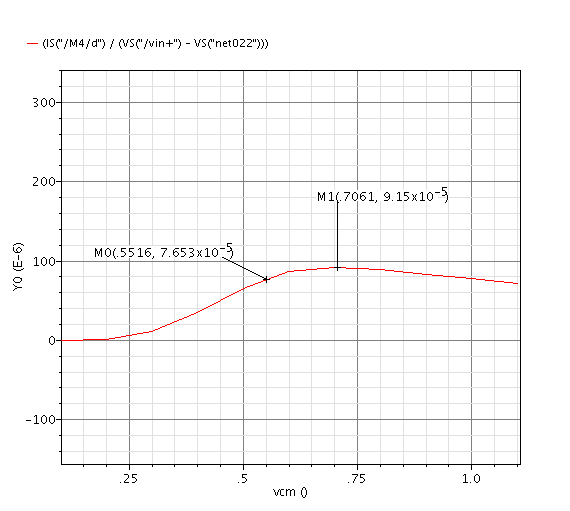 — (IS("/M4/d") / (VS("/vin+") - VS("net022")))
300
M1(.7061, 9.15x10^-5)
200
M0(.5516, 7.653x10^-5)
100
Y0 (E-6)
0
-100
.25 .5 .75 1.0
vcm ()